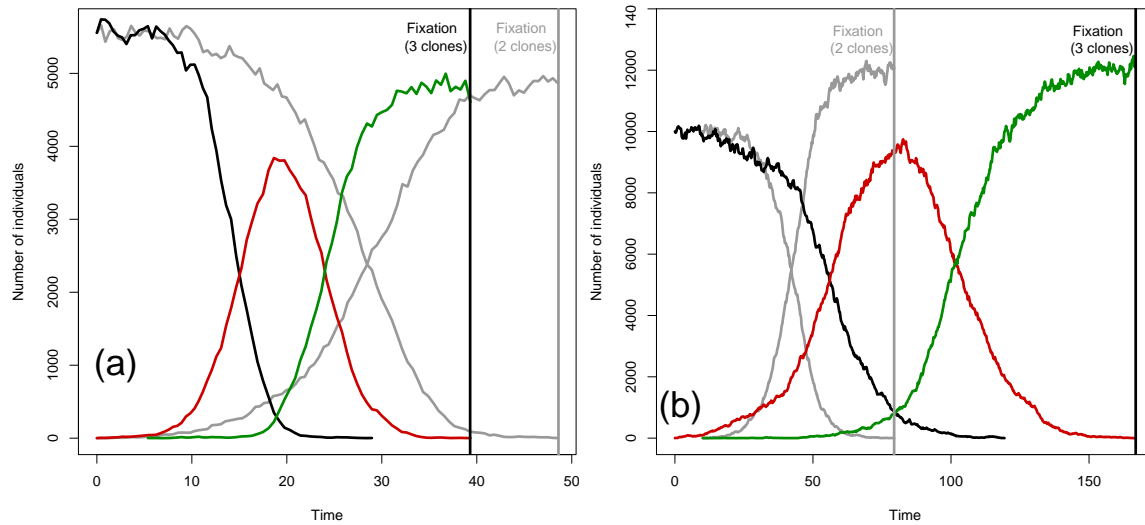 Fixation
(3 clones)
Fixation
(2 clones)
5000
4000
3000
2000
1000
0
Number of individuals
(a)
0
10
20
30
40
50
Time
Fixation
(2 clones)
Fixation
(3 clones)
140
12000
10000
8000
6000
4000
2000
0
Number of individuals
(b)
0
50
100
150
Time